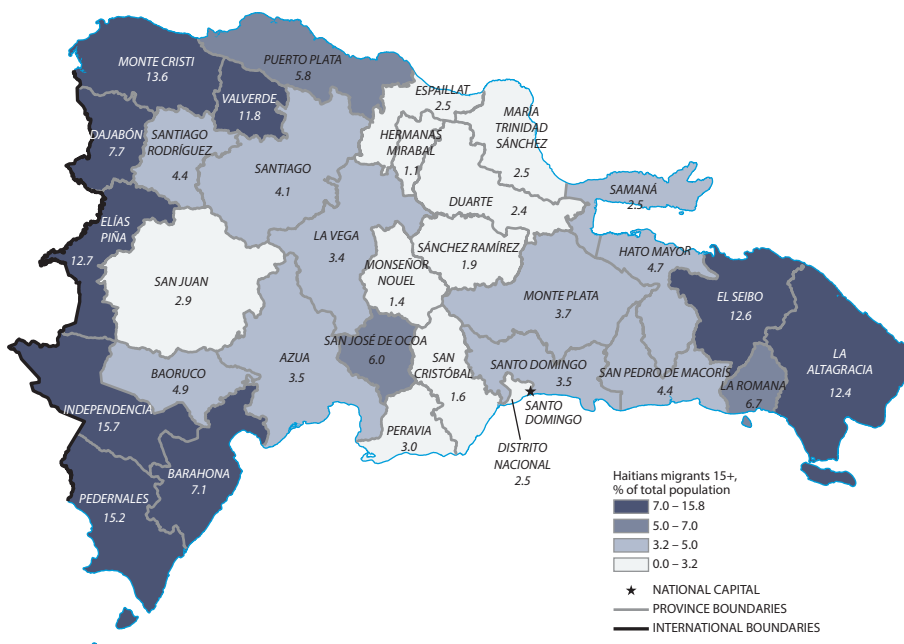 MONTE CRISTI
13.6
PUERTO PLATA
5.8
VALVERDE
11.8
ESPAILLAT
2.5
MARÍA
TRINIDAD
SÁNCHEZ
2.5
DAJABÓN
7.7
SANTIAGO
RODRÍGUEZ
4.4
HERMANAS
MIRABAL
1.1
SANTIAGO
4.1
DUARTE
2.4
SAMANÁ
2.5
ELÍAS
PIÑA
12.7
LA VEGA
3.4
SÁNCHEZ RAMÍREZ
1.9
HATO MAYOR
4.7
SAN JUAN
2.9
MONSEÑOR
NOUEL
1.4
MONTE PLATA
3.7
EL SEIBO
12.6
LA
ALTAGRACIA
12.4
SAN JOSÉ DE OCOA
6.0
AZUA
3.5
BAORUCO
4.9
SAN
CRISTÓBAL
1.6
SANTO DOMINGO
3.5
SAN PEDRO DE MACORÍS
4.4
LA ROMANA
6.7
INDEPENDENCIA
15.7
PERAVIA
3.0
SANTO
DOMINGO
DISTRITO
NACIONAL
2.5
BARAHONA
7.1
PEDERNALES
15.2
Haitians migrants 15+,
% of total population
7.0 – 15.8
5.0 – 7.0
3.2 – 5.0
0.0 – 3.2
NATIONAL CAPITAL
PROVINCE BOUNDARIES
INTERNATIONAL BOUNDARIES